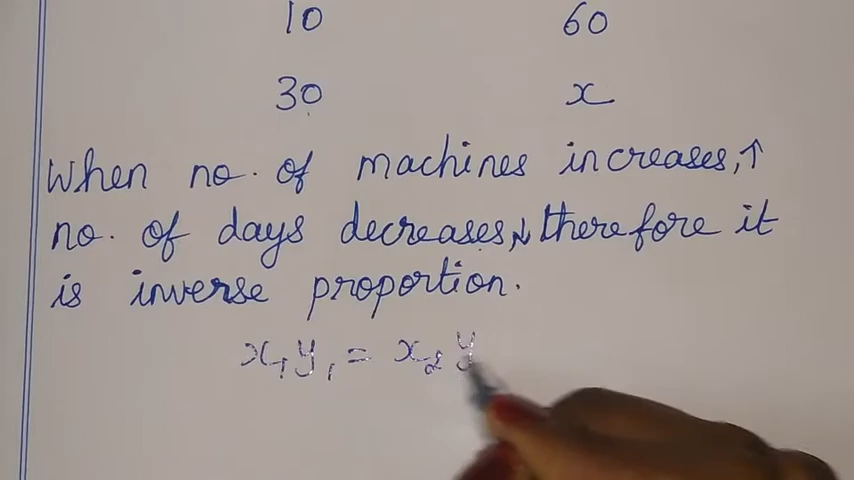 10 60
30 x
When no. of machines increases,↑
no. of days decreases,↓ therefore it
is inverse proportion.
x₁y₁ = x₂y